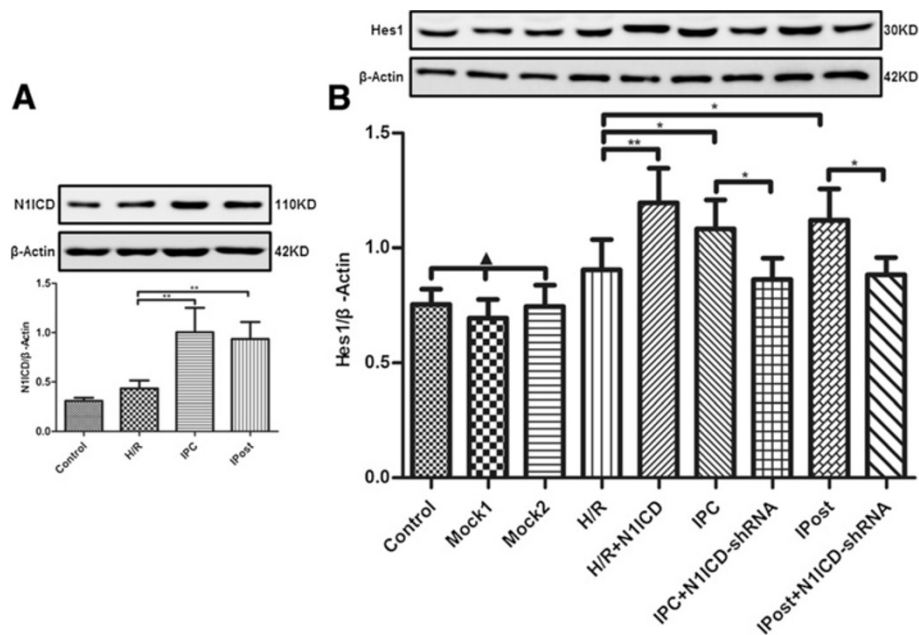 A
N1ICD
110KD
β-Actin
42KD
1.5
1.0
0.5
0.0
N1ICD/β-Actin
**
**
Control
H/R
IPC
IPost
B
Hes1
30KD
β-Actin
42KD
1.5
1.0
0.5
0.0
Hes1/β -Actin
*
*
**
*
*
▲
Control
Mock1
Mock2
H/R
H/R+N1ICD
IPC
IPC+N1ICD-shRNA
IPost
IPost+N1ICD-shRNA